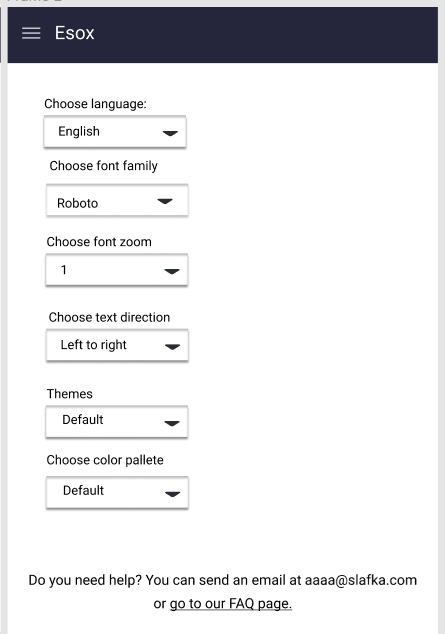 Esox
Choose language:
English
Choose font family
Roboto
Choose font zoom
1
Choose text direction
Left to right
Themes
Default
Choose color pallete
Default
Do you need help? You can send an email at aaaa@slafka.com
or go to our FAQ page.